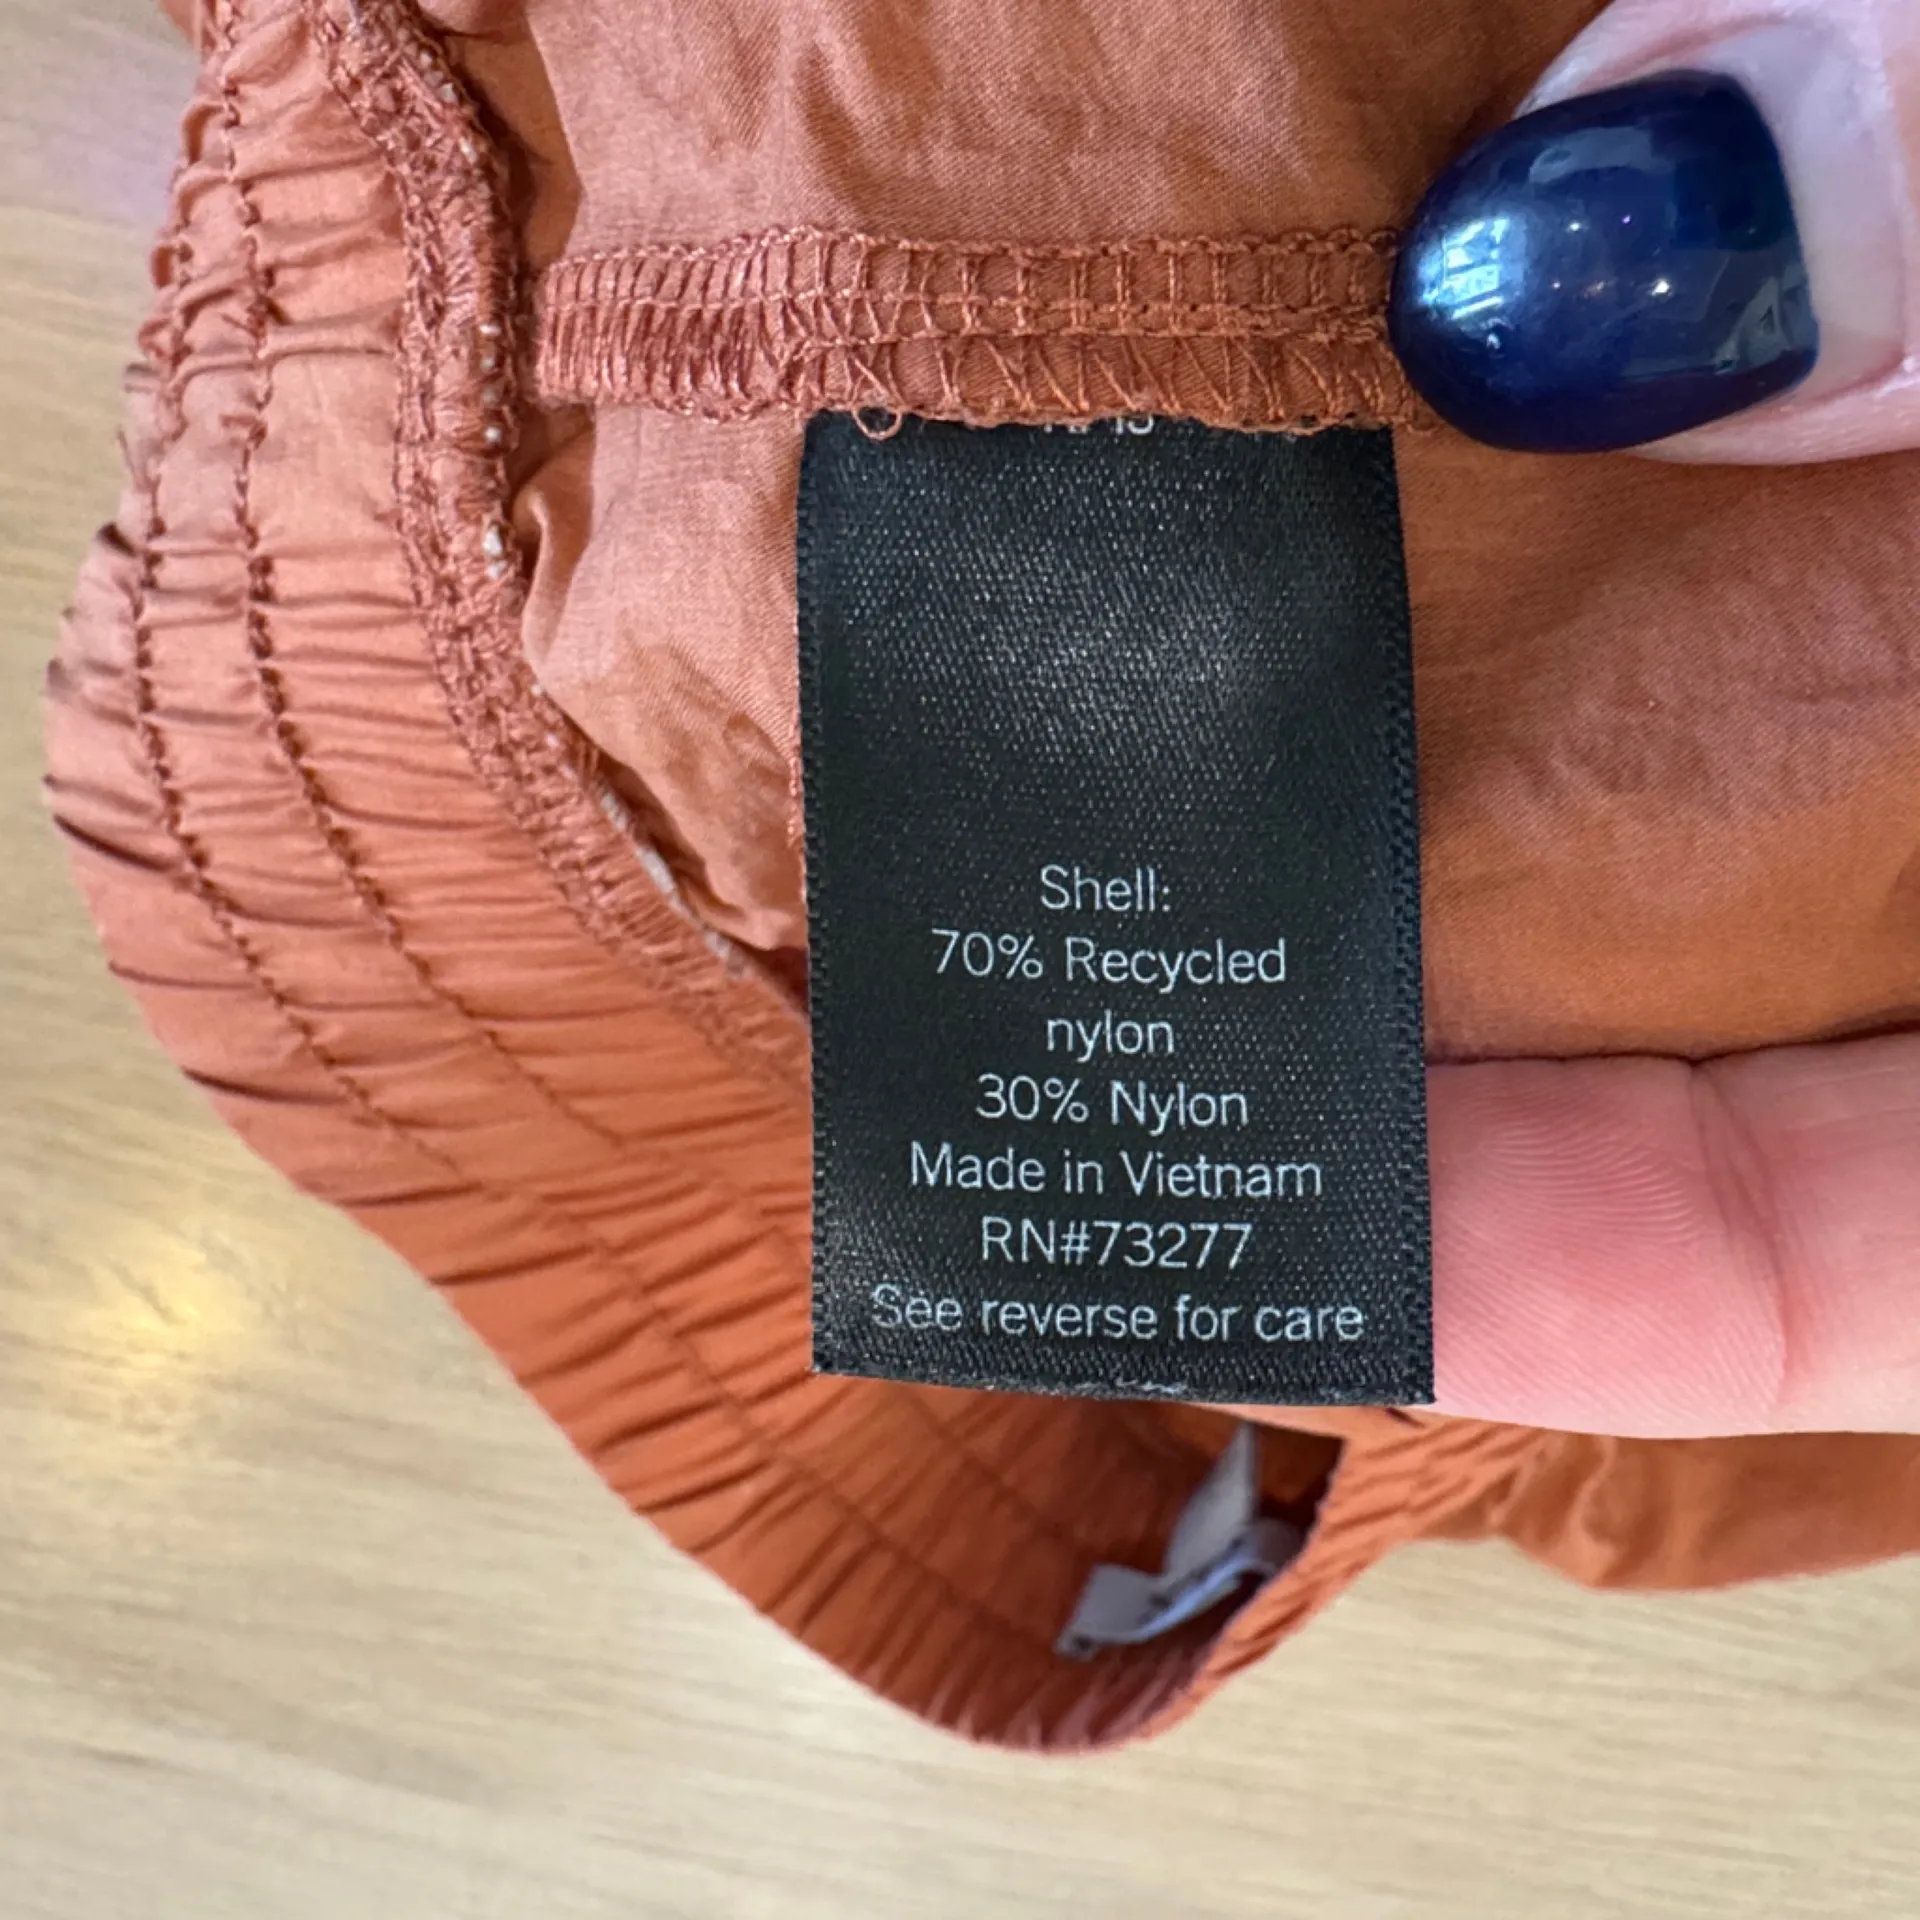 Shell:
70% Recycled
nylon
30% Nylon
Made in Vietnam
RN#73277
See reverse for care